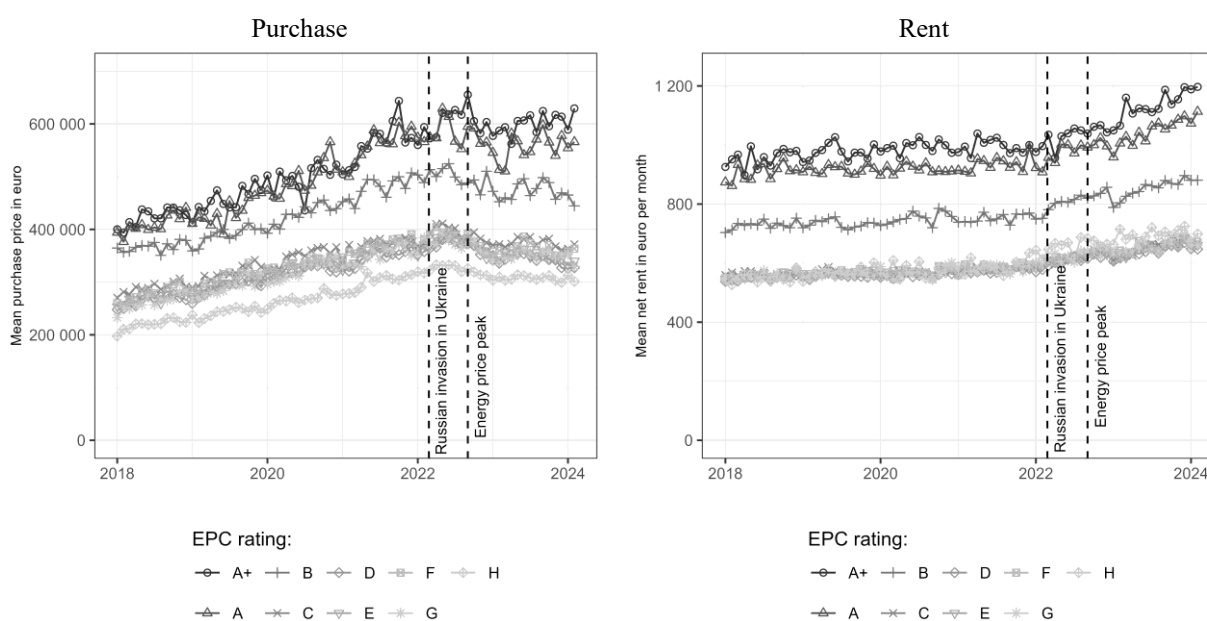 Purchase
Mean purchase price in euro
600 000
400 000
200 000
0
Russian invasion in Ukraine
Energy price peak
2018 2020 2022 2024
EPC rating:
A+ B D F H
A C E G
Rent
Mean net rent in euro per month
1 200
800
400
0
Russian invasion in Ukraine
Energy price peak
2018 2020 2022 2024
EPC rating:
A+ B D F H
A C E G